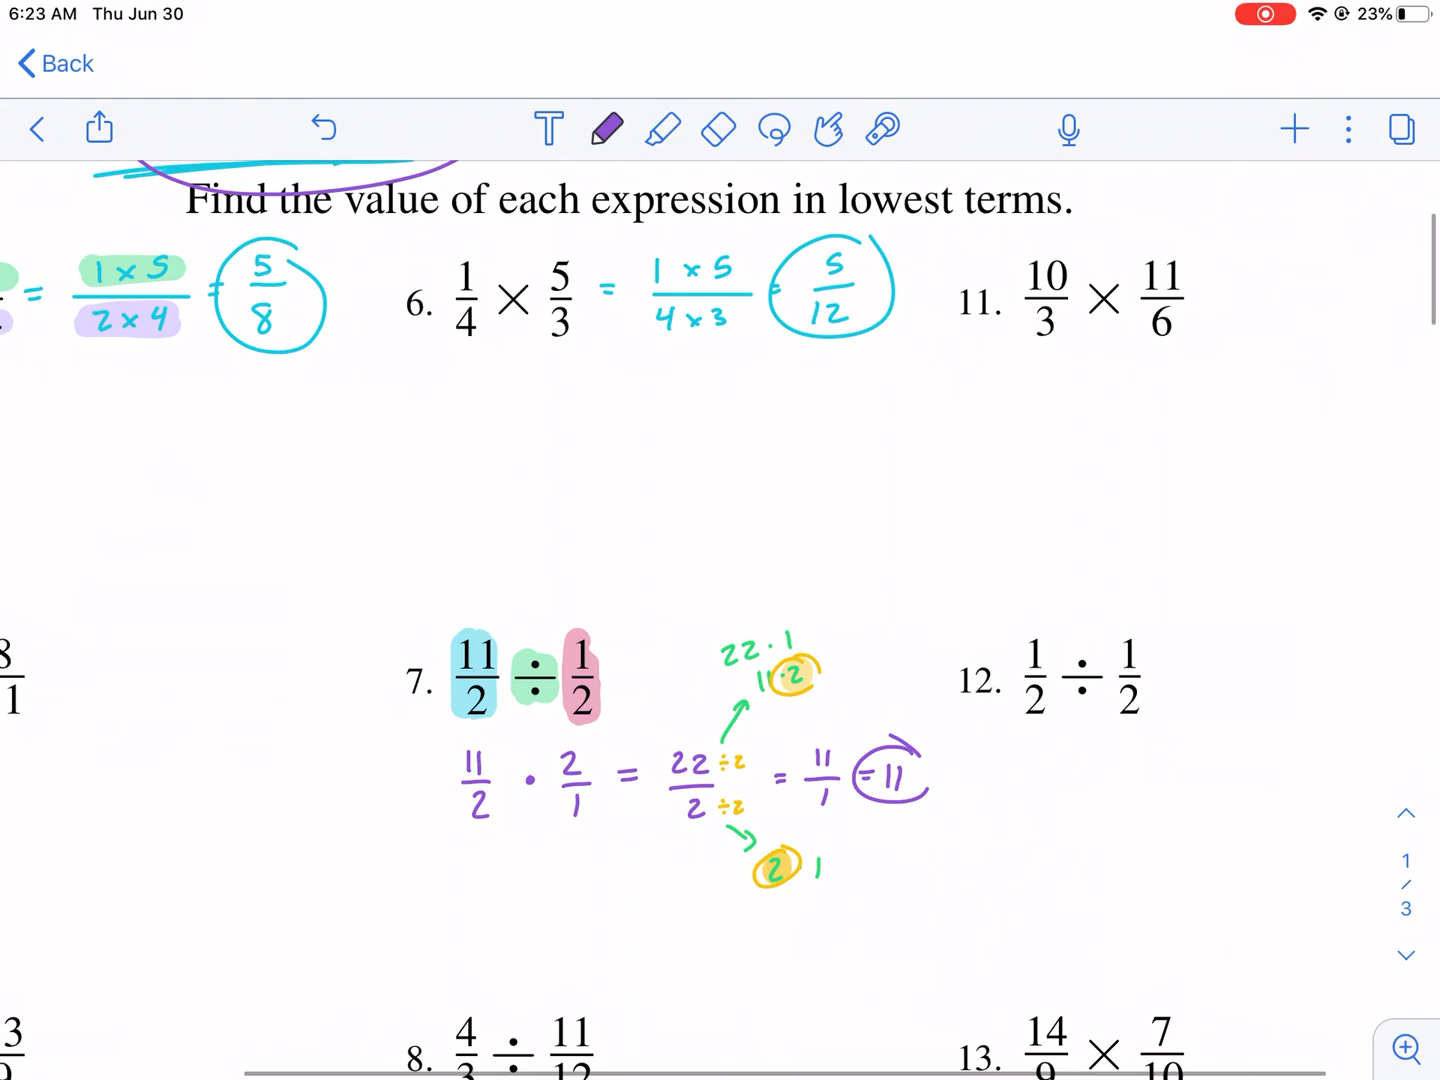 6:23 AM Thu Jun 30
23%
Back
T
Find the value of each expression in lowest terms.
= 1 x 5 / 2 x 4 = 5/8
6. 1/4 × 5/3 = 1 x 5 / 4 x 3 = 5/12
11. 10/3 × 11/6
8/1
7. 11/2 ÷ 1/2
22 · 1
11 · 2
11/2 · 2/1 = 22 ÷2 / 2 ÷2 = 11/1 = 11
2 1
12. 1/2 ÷ 1/2
1
/
3
3/9
8. 4/3 ÷ 11/12
13. 14/9 × 7/10